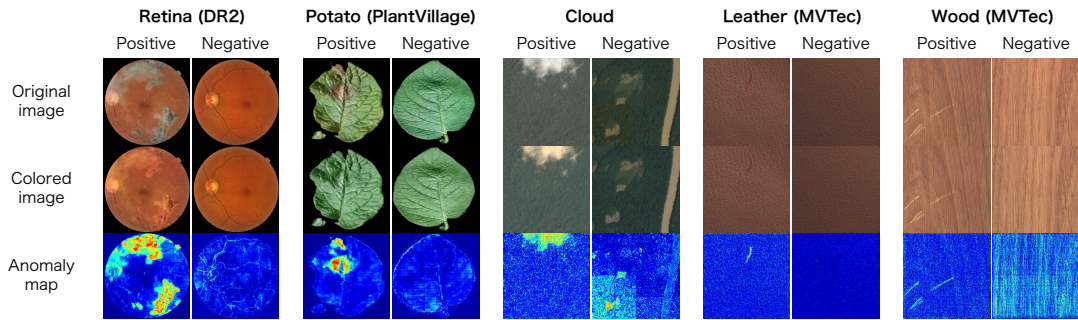 Retina (DR2) Potato (PlantVillage) Cloud Leather (MVTec) Wood (MVTec)
Positive Negative Positive Negative Positive Negative Positive Negative Positive Negative
Original
image
Colored
image
Anomaly
map